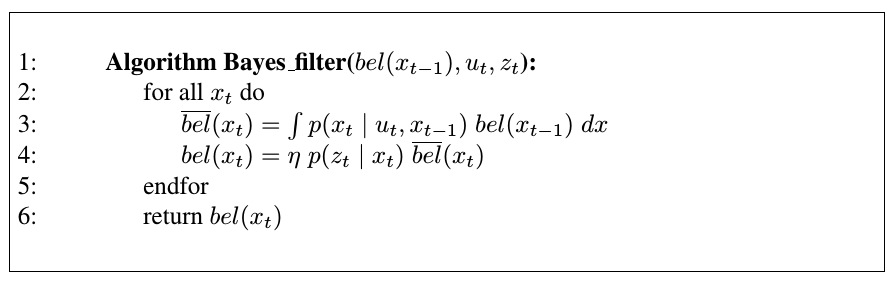 1: Algorithm Bayes_filter(bel(x_{t−1}), u_t, z_t):
2: for all x_t do
3: \overline{bel}(x_t) = ∫ p(x_t | u_t, x_{t−1}) bel(x_{t−1}) dx
4: bel(x_t) = η p(z_t | x_t) \overline{bel}(x_t)
5: endfor
6: return bel(x_t)